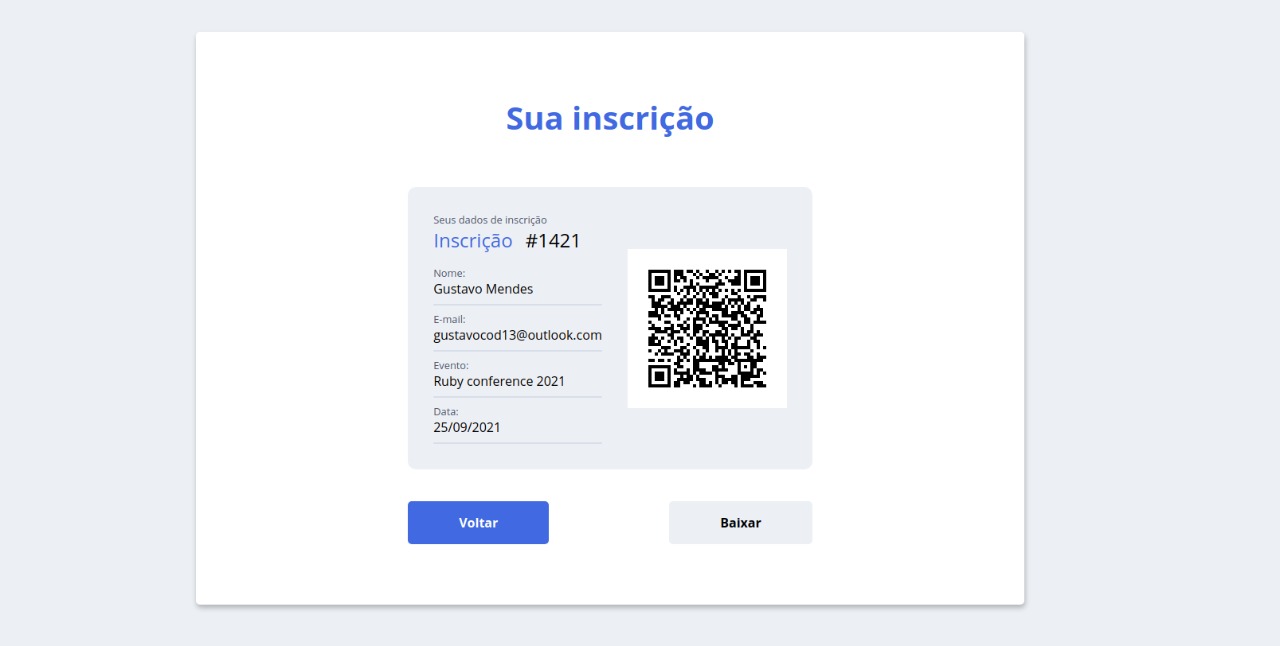 Sua inscrição
Seus dados de inscrição
Inscrição #1421
Nome:
Gustavo Mendes
E-mail:
gustavocod13@outlook.com
Evento:
Ruby conference 2021
Data:
25/09/2021
Voltar
Baixar